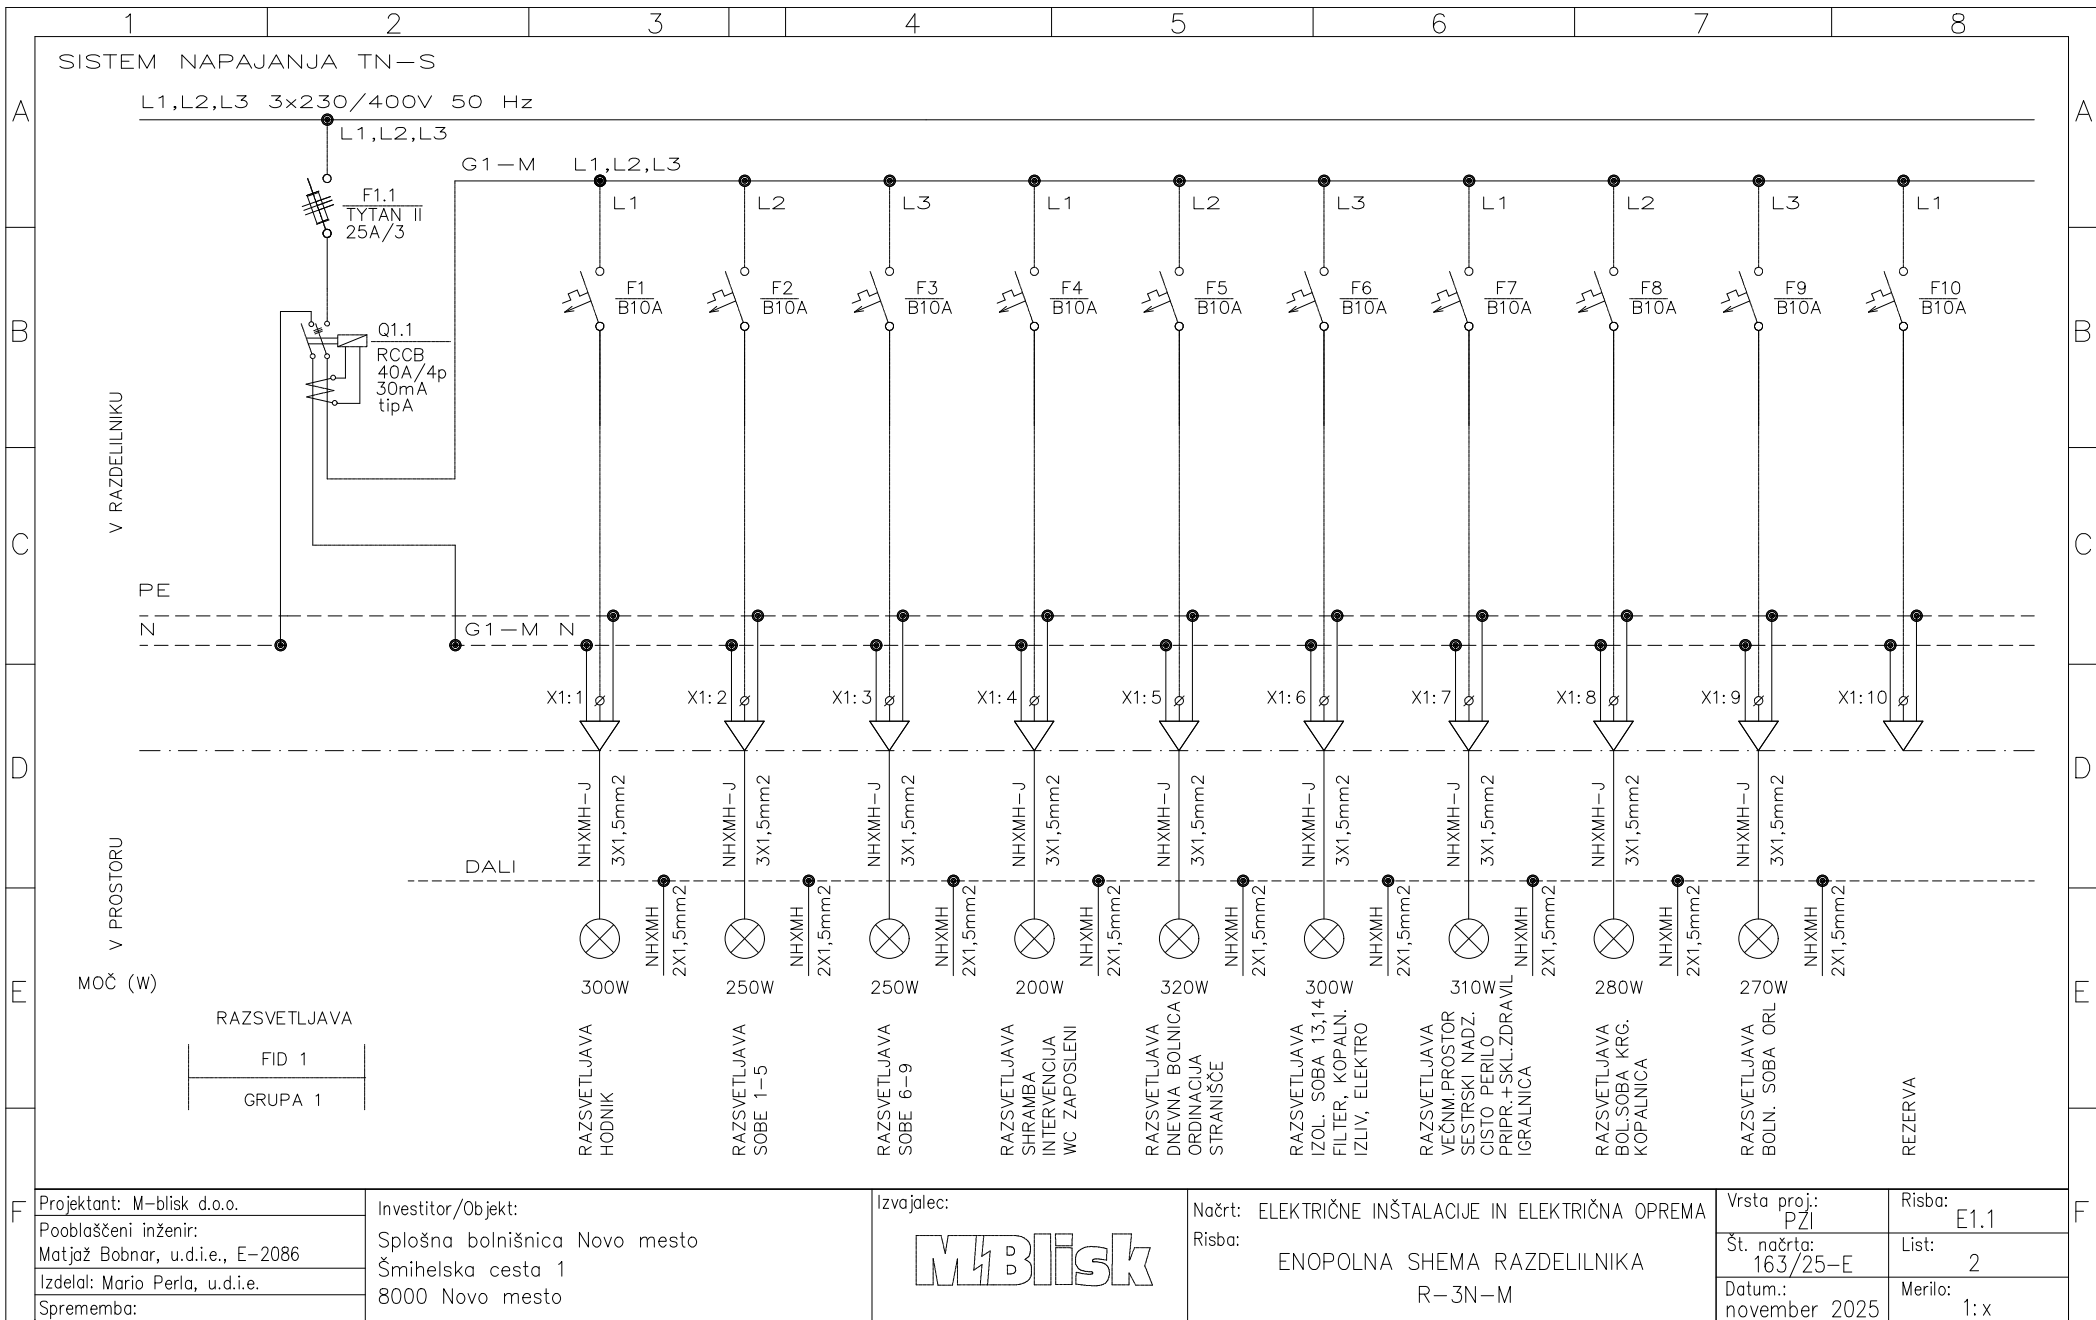 1 2 3 4 5 6 7 8
SISTEM NAPAJANJA TN-S
A A
L1,L2,L3 3x230/400V 50 Hz
L1,L2,L3
G1-M L1,L2,L3
F1.1
TYTAN II
25A/3
L1 L2 L3 L1 L2 L3 L1 L2 L3 L1
F1 F2 F3 F4 F5 F6 F7 F8 F9 F10
B10A B10A B10A B10A B10A B10A B10A B10A B10A B10A
B B
Q1.1
RCCB
40A/4p
30mA
tipA
V RAZDELILNIKU
C C
PE
N
G1-M N
X1:1 X1:2 X1:3 X1:4 X1:5 X1:6 X1:7 X1:8 X1:9 X1:10
D D
NHXMH-J
3X1,5mm2
NHXMH-J
3X1,5mm2
NHXMH-J
3X1,5mm2
NHXMH-J
3X1,5mm2
NHXMH-J
3X1,5mm2
NHXMH-J
3X1,5mm2
NHXMH-J
3X1,5mm2
NHXMH-J
3X1,5mm2
NHXMH-J
3X1,5mm2
V PROSTORU
DALI
NHXMH
2X1,5mm2
NHXMH
2X1,5mm2
NHXMH
2X1,5mm2
NHXMH
2X1,5mm2
NHXMH
2X1,5mm2
NHXMH
2X1,5mm2
NHXMH
2X1,5mm2
NHXMH
2X1,5mm2
NHXMH
2X1,5mm2
E E
MOČ (W)
300W 250W 250W 200W 320W 300W 310W 280W 270W
RAZSVETLJAVA
FID 1
GRUPA 1
RAZSVETLJAVA
HODNIK
RAZSVETLJAVA
SOBE 1-5
RAZSVETLJAVA
SOBE 6-9
RAZSVETLJAVA
SHRAMBA
INTERVENCIJA
WC ZAPOSLENI
RAZSVETLJAVA
DNEVNA BOLNICA
ORDINACIJA
STRANIŠČE
RAZSVETLJAVA
IZOL. SOBA 13,14
FILTER, KOPALN.
IZLIV, ELEKTRO
RAZSVETLJAVA
VEČNM.PROSTOR
SESTRSKI NADZ.
CISTO PERILO
PRIPR.+SKL.ZDRAVIL
IGRALNICA
RAZSVETLJAVA
BOL.SOBA KRG.
KOPALNICA
RAZSVETLJAVA
BOLN. SOBA ORL
REZERVA
F F
Projektant: M-blisk d.o.o.
Pooblaščeni inženir:
Matjaž Bobnar, u.d.i.e., E-2086
Izdelal: Mario Perla, u.d.i.e.
Sprememba:
Investitor/Objekt:
Splošna bolnišnica Novo mesto
Šmihelska cesta 1
8000 Novo mesto
Izvajalec:
MBlisk
Načrt: ELEKTRIČNE INŠTALACIJE IN ELEKTRIČNA OPREMA
Risba:
ENOPOLNA SHEMA RAZDELILNIKA
R-3N-M
Vrsta proj.:
PZI
Št. načrta:
163/25-E
Datum.:
november 2025
Risba:
E1.1
List:
2
Merilo:
1:x